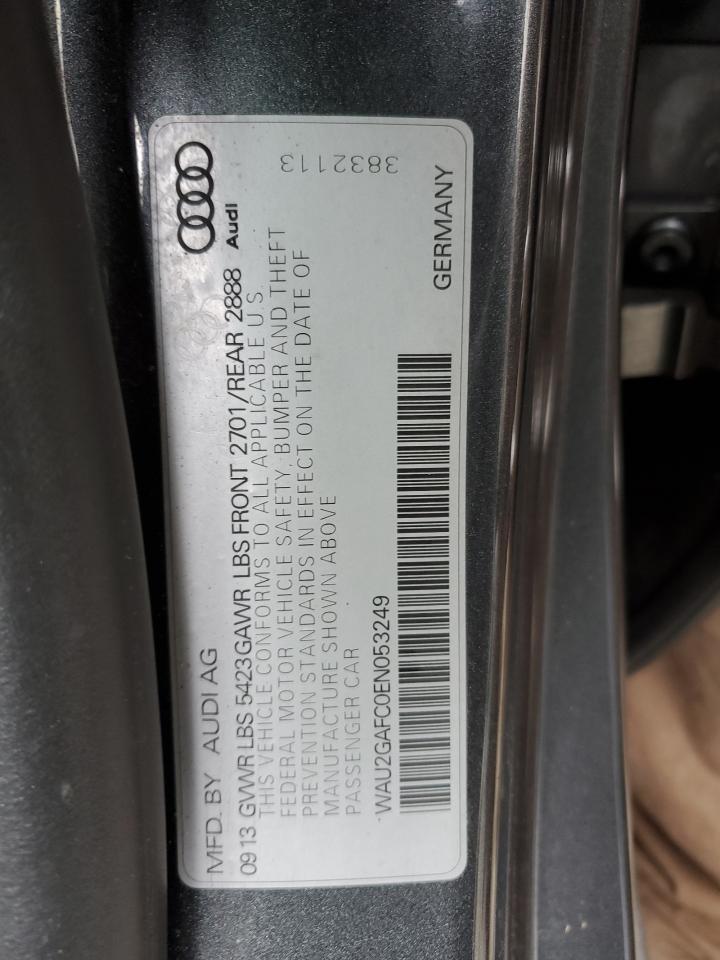 MFD. BY AUDI AG
Audi
09 13 GVWR LBS 5423 GAWR LBS FRONT 2701/REAR 2888
THIS VEHICLE CONFORMS TO ALL APPLICABLE U.S.
FEDERAL MOTOR VEHICLE SAFETY, BUMPER AND THEFT
PREVENTION STANDARDS IN EFFECT ON THE DATE OF
MANUFACTURE SHOWN ABOVE
PASSENGER CAR
WAU2GAFC0EN053249
GERMANY
3832113